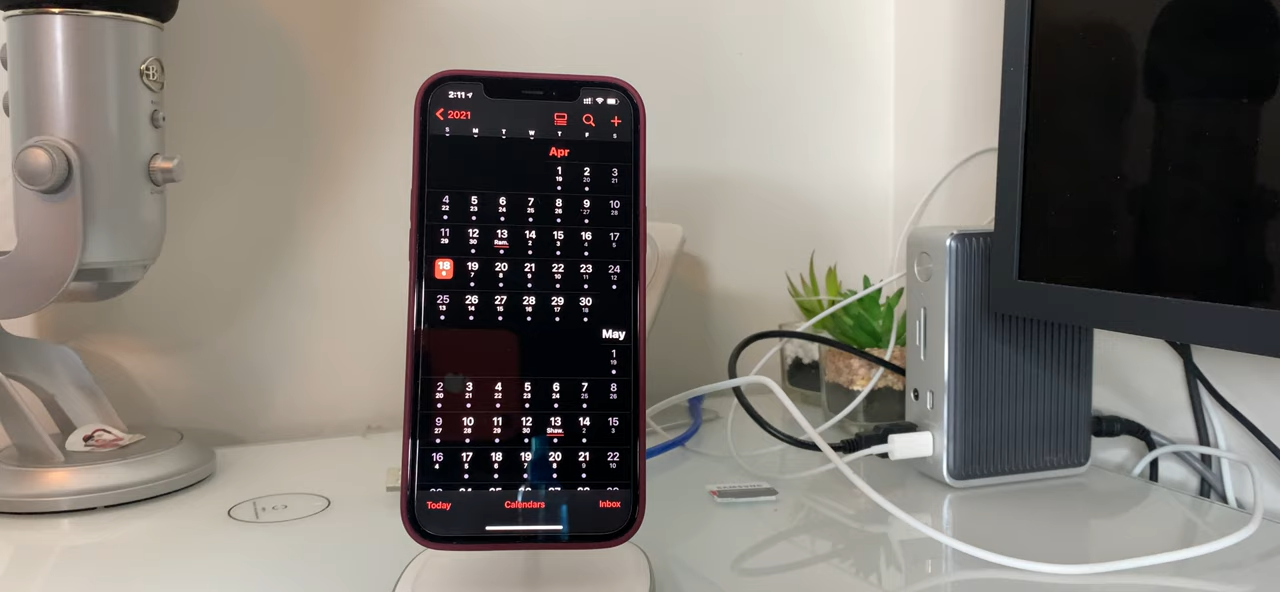 2:11
2021
S M T W T F S
Apr
1 2 3
19 20 21
4 5 6 7 8 9 10
22 23 24 25 26 27 28
11 12 13 14 15 16 17
29 30 Ram. 2 3 4 5
18 19 20 21 22 23 24
6 7 8 9 10 11 12
25 26 27 28 29 30
13 14 15 16 17 18
May
1
19
2 3 4 5 6 7 8
20 21 22 23 24 25 26
9 10 11 12 13 14 15
27 28 29 30 Shaw. 2 3
16 17 18 19 20 21 22
4 5 6 7 8 9 10
Today Calendars Inbox
SAMSUNG